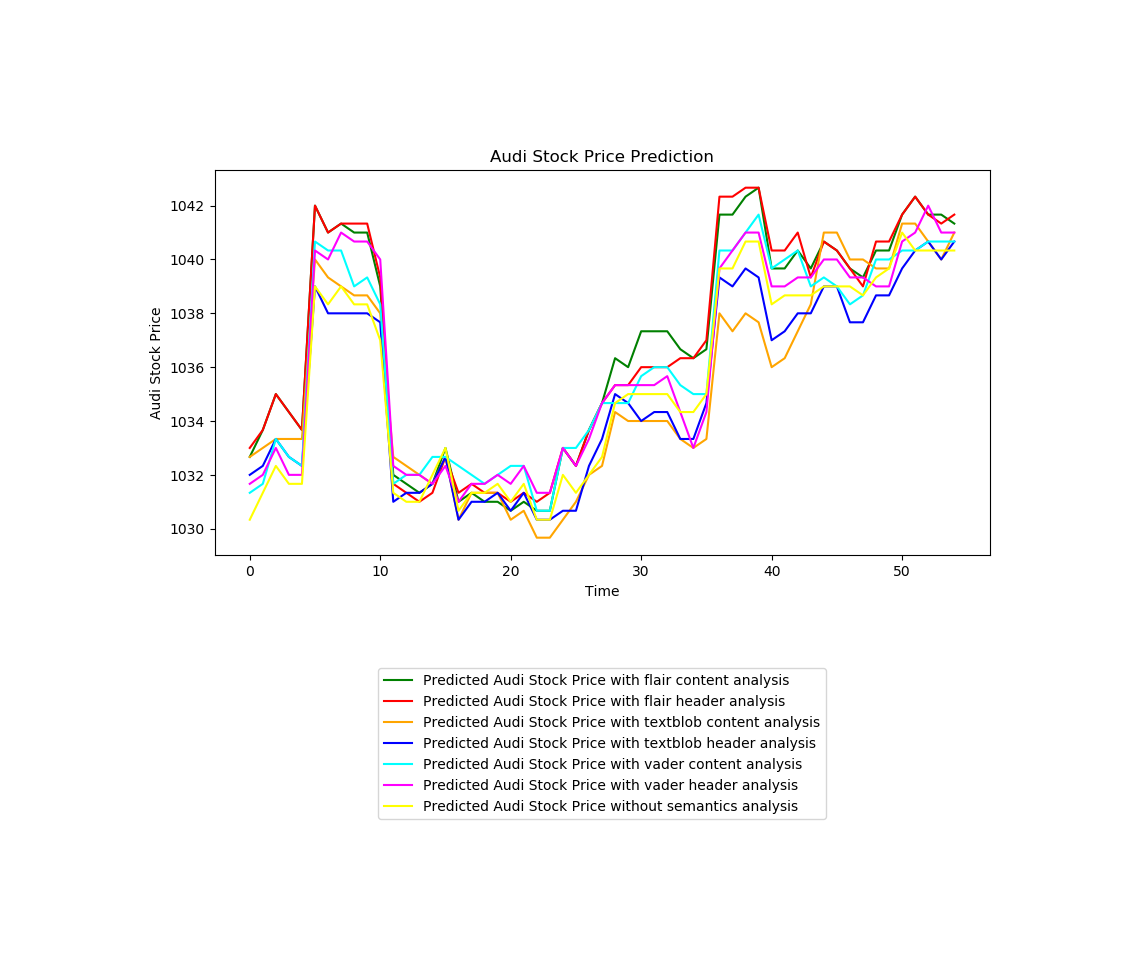 Audi Stock Price Prediction
Audi Stock Price
1042
1040
1038
1036
1034
1032
1030
0 10 20 30 40 50
Time
Predicted Audi Stock Price with flair content analysis
Predicted Audi Stock Price with flair header analysis
Predicted Audi Stock Price with textblob content analysis
Predicted Audi Stock Price with textblob header analysis
Predicted Audi Stock Price with vader content analysis
Predicted Audi Stock Price with vader header analysis
Predicted Audi Stock Price without semantics analysis